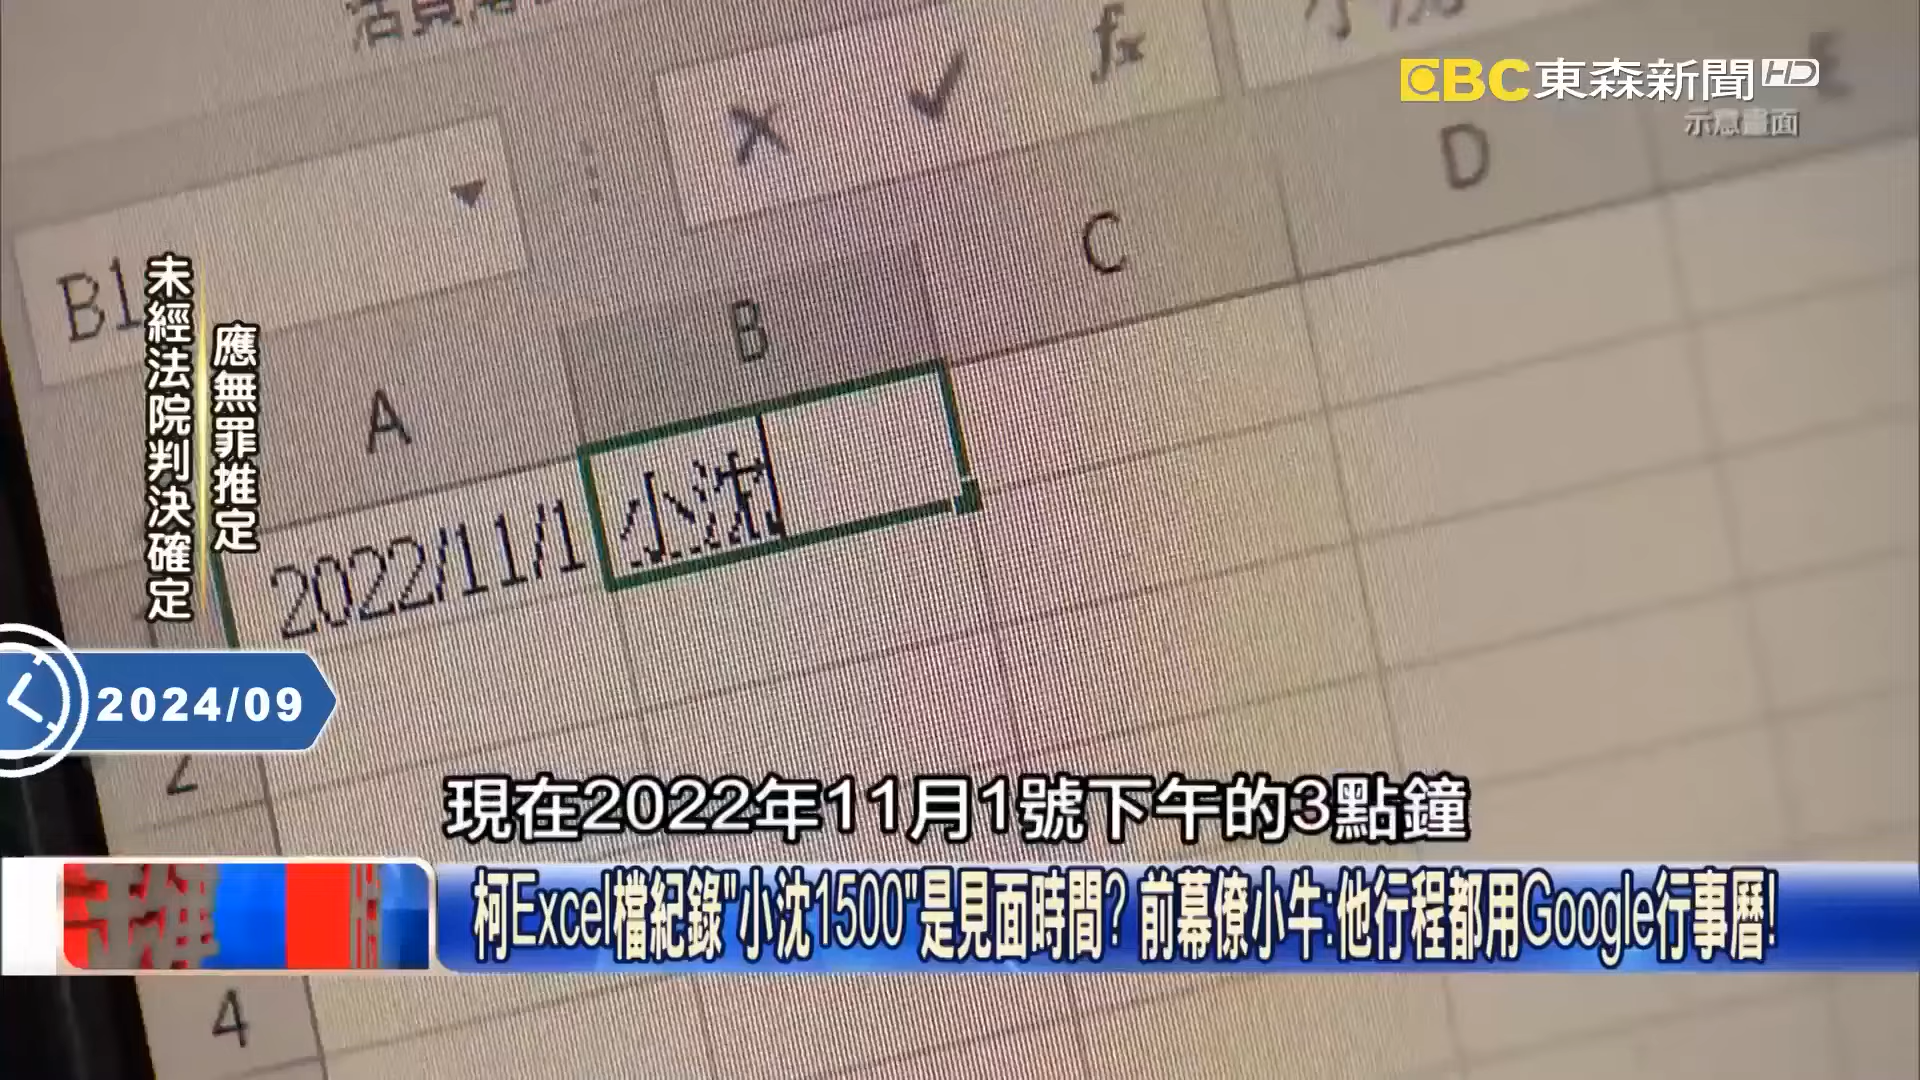 EBC東森新聞HD
示意畫面
fx
B1
A
B
C
D
E
2022/11/1
小沈
2
4
未經法院判決確定
應無罪推定
2024/09
現在2022年11月1號下午的3點鐘
柯Excel檔紀錄"小沈1500"是見面時間? 前幕僚小牛:他行程都用Google行事曆!